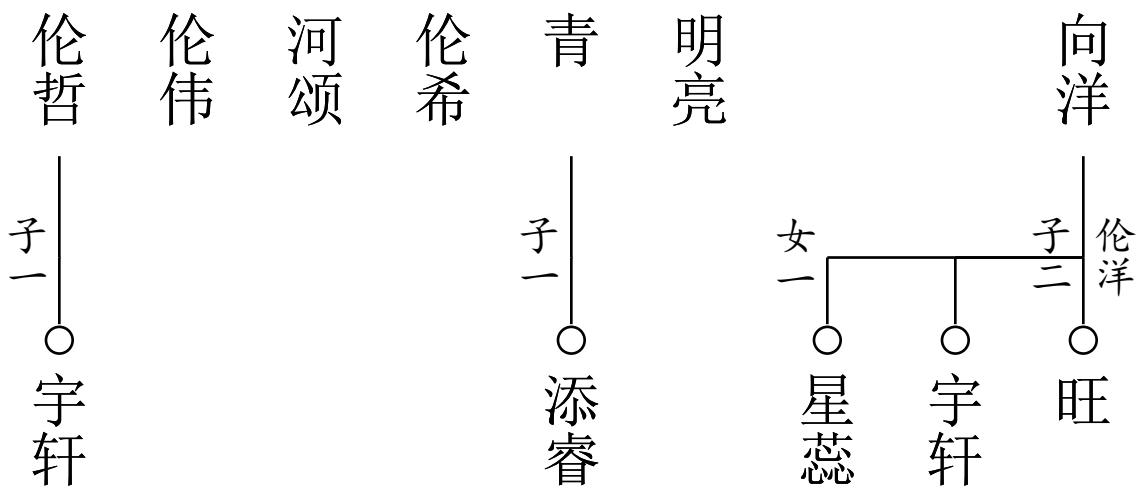 向洋
明亮
青
伦希
河颂
伦伟
伦哲
伦洋
子二
女一
子一
子一
旺
宇轩
星蕊
添睿
宇轩